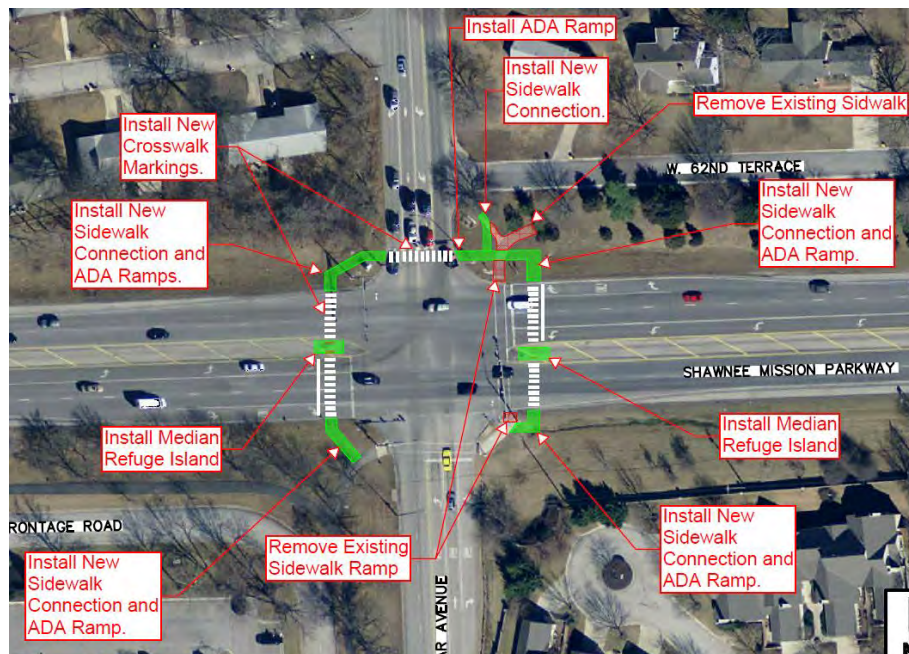 Install ADA Ramp
Install New
Sidewalk
Connection.
Remove Existing Sidwalk
Install New
Crosswalk
Markings.
W. 62ND TERRACE
Install New
Sidewalk
Connection and
ADA Ramp.
Install New
Sidewalk
Connection and
ADA Ramps.
SHAWNEE MISSION PARKWAY
Install Median
Refuge Island
Install Median
Refuge Island
RONTAGE ROAD
Install New
Sidewalk
Connection and
ADA Ramp.
Remove Existing
Sidewalk Ramp
Install New
Sidewalk
Connection and
ADA Ramp.
AR AVENUE